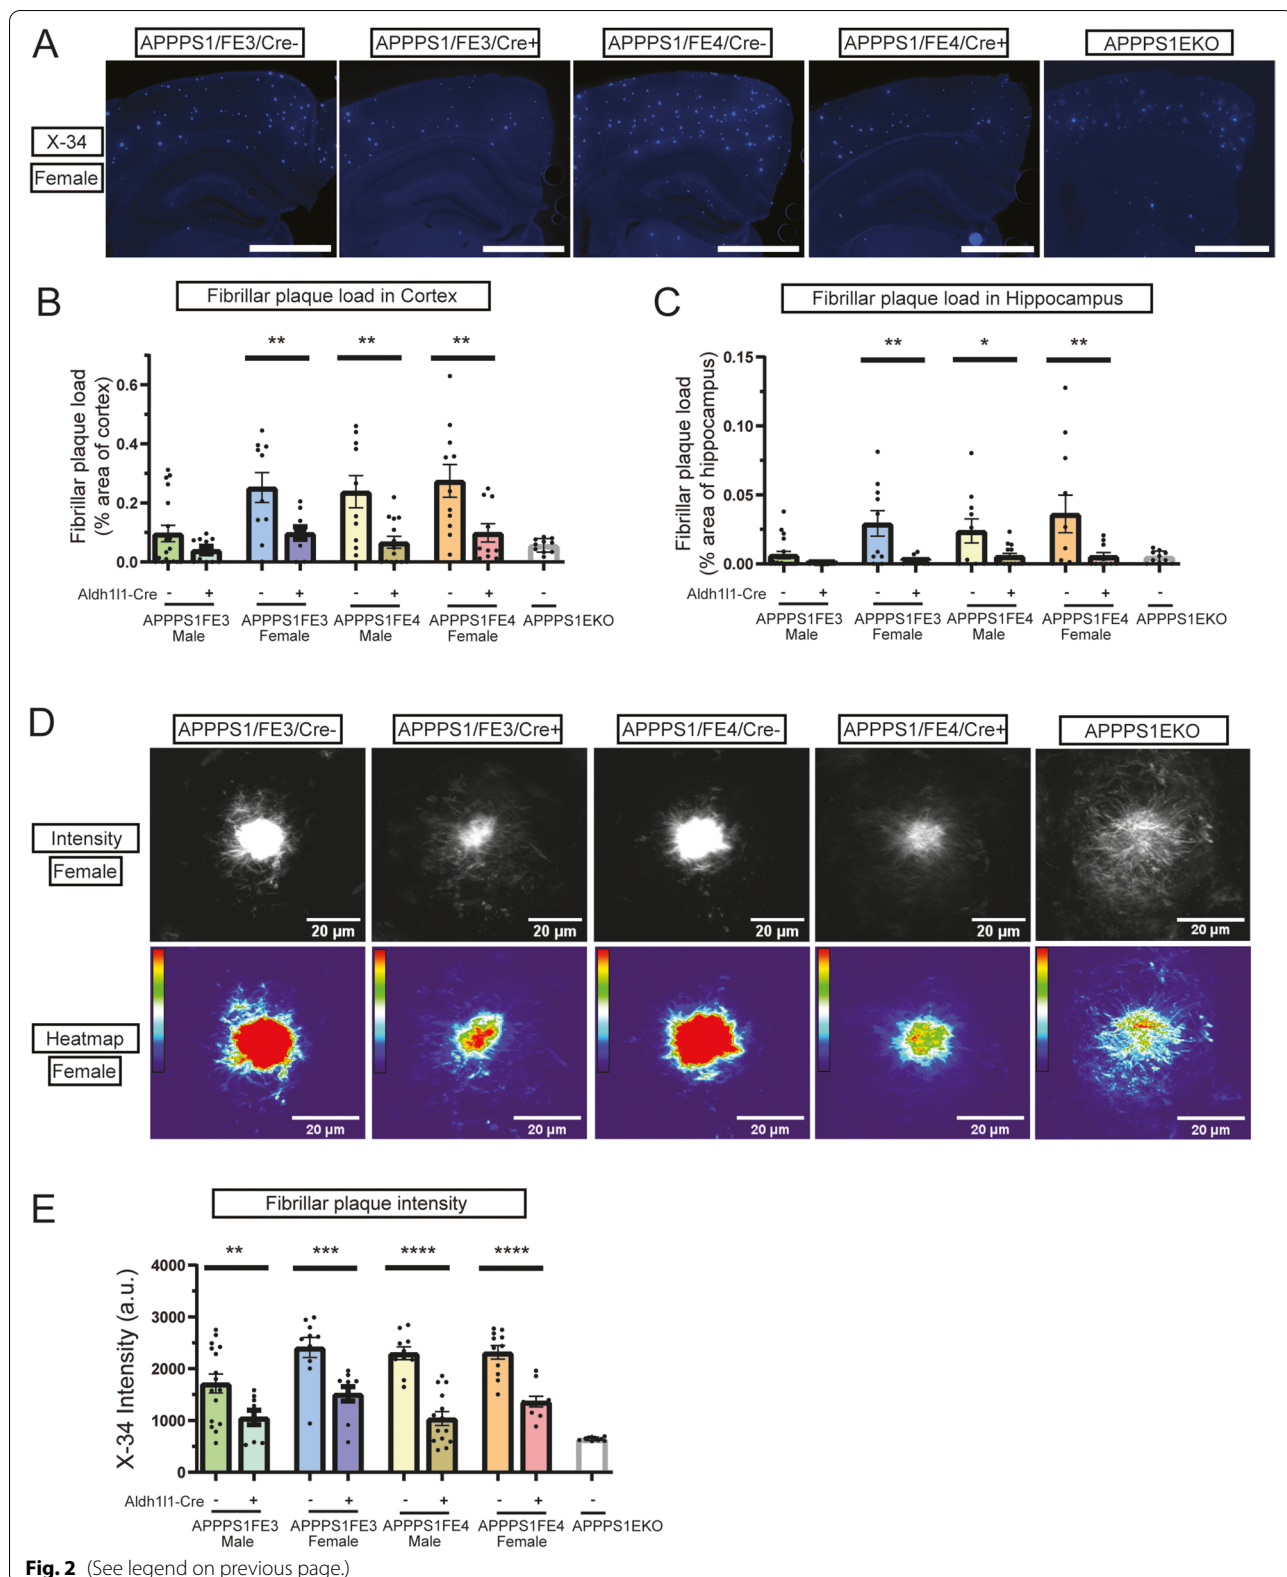 A
APPPS1/FE3/Cre- APPPS1/FE3/Cre+ APPPS1/FE4/Cre- APPPS1/FE4/Cre+ APPPS1EKO
X-34
Female
B
Fibrillar plaque load in Cortex
Fibrillar plaque load
(% area of cortex)
** ** **
0.6
0.4
0.2
0.0
Aldh1l1-Cre - + - + - + - + -
APPPS1FE3 APPPS1FE3 APPPS1FE4 APPPS1FE4 APPPS1EKO
Male Female Male Female
C
Fibrillar plaque load in Hippocampus
Fibrillar plaque load
(% area of hippocampus)
** * **
0.15
0.10
0.05
0.00
Aldh1l1-Cre - + - + - + - + -
APPPS1FE3 APPPS1FE3 APPPS1FE4 APPPS1FE4 APPPS1EKO
Male Female Male Female
D
APPPS1/FE3/Cre- APPPS1/FE3/Cre+ APPPS1/FE4/Cre- APPPS1/FE4/Cre+ APPPS1EKO
Intensity
Female
20 µm 20 µm 20 µm 20 µm 20 µm
Heatmap
Female
20 µm 20 µm 20 µm 20 µm 20 µm
E
Fibrillar plaque intensity
X-34 Intensity (a.u.)
** *** **** ****
4000
3000
2000
1000
0
Aldh1l1-Cre - + - + - + - + -
APPPS1FE3 APPPS1FE3 APPPS1FE4 APPPS1FE4 APPPS1EKO
Male Female Male Female
Fig. 2 (See legend on previous page.)